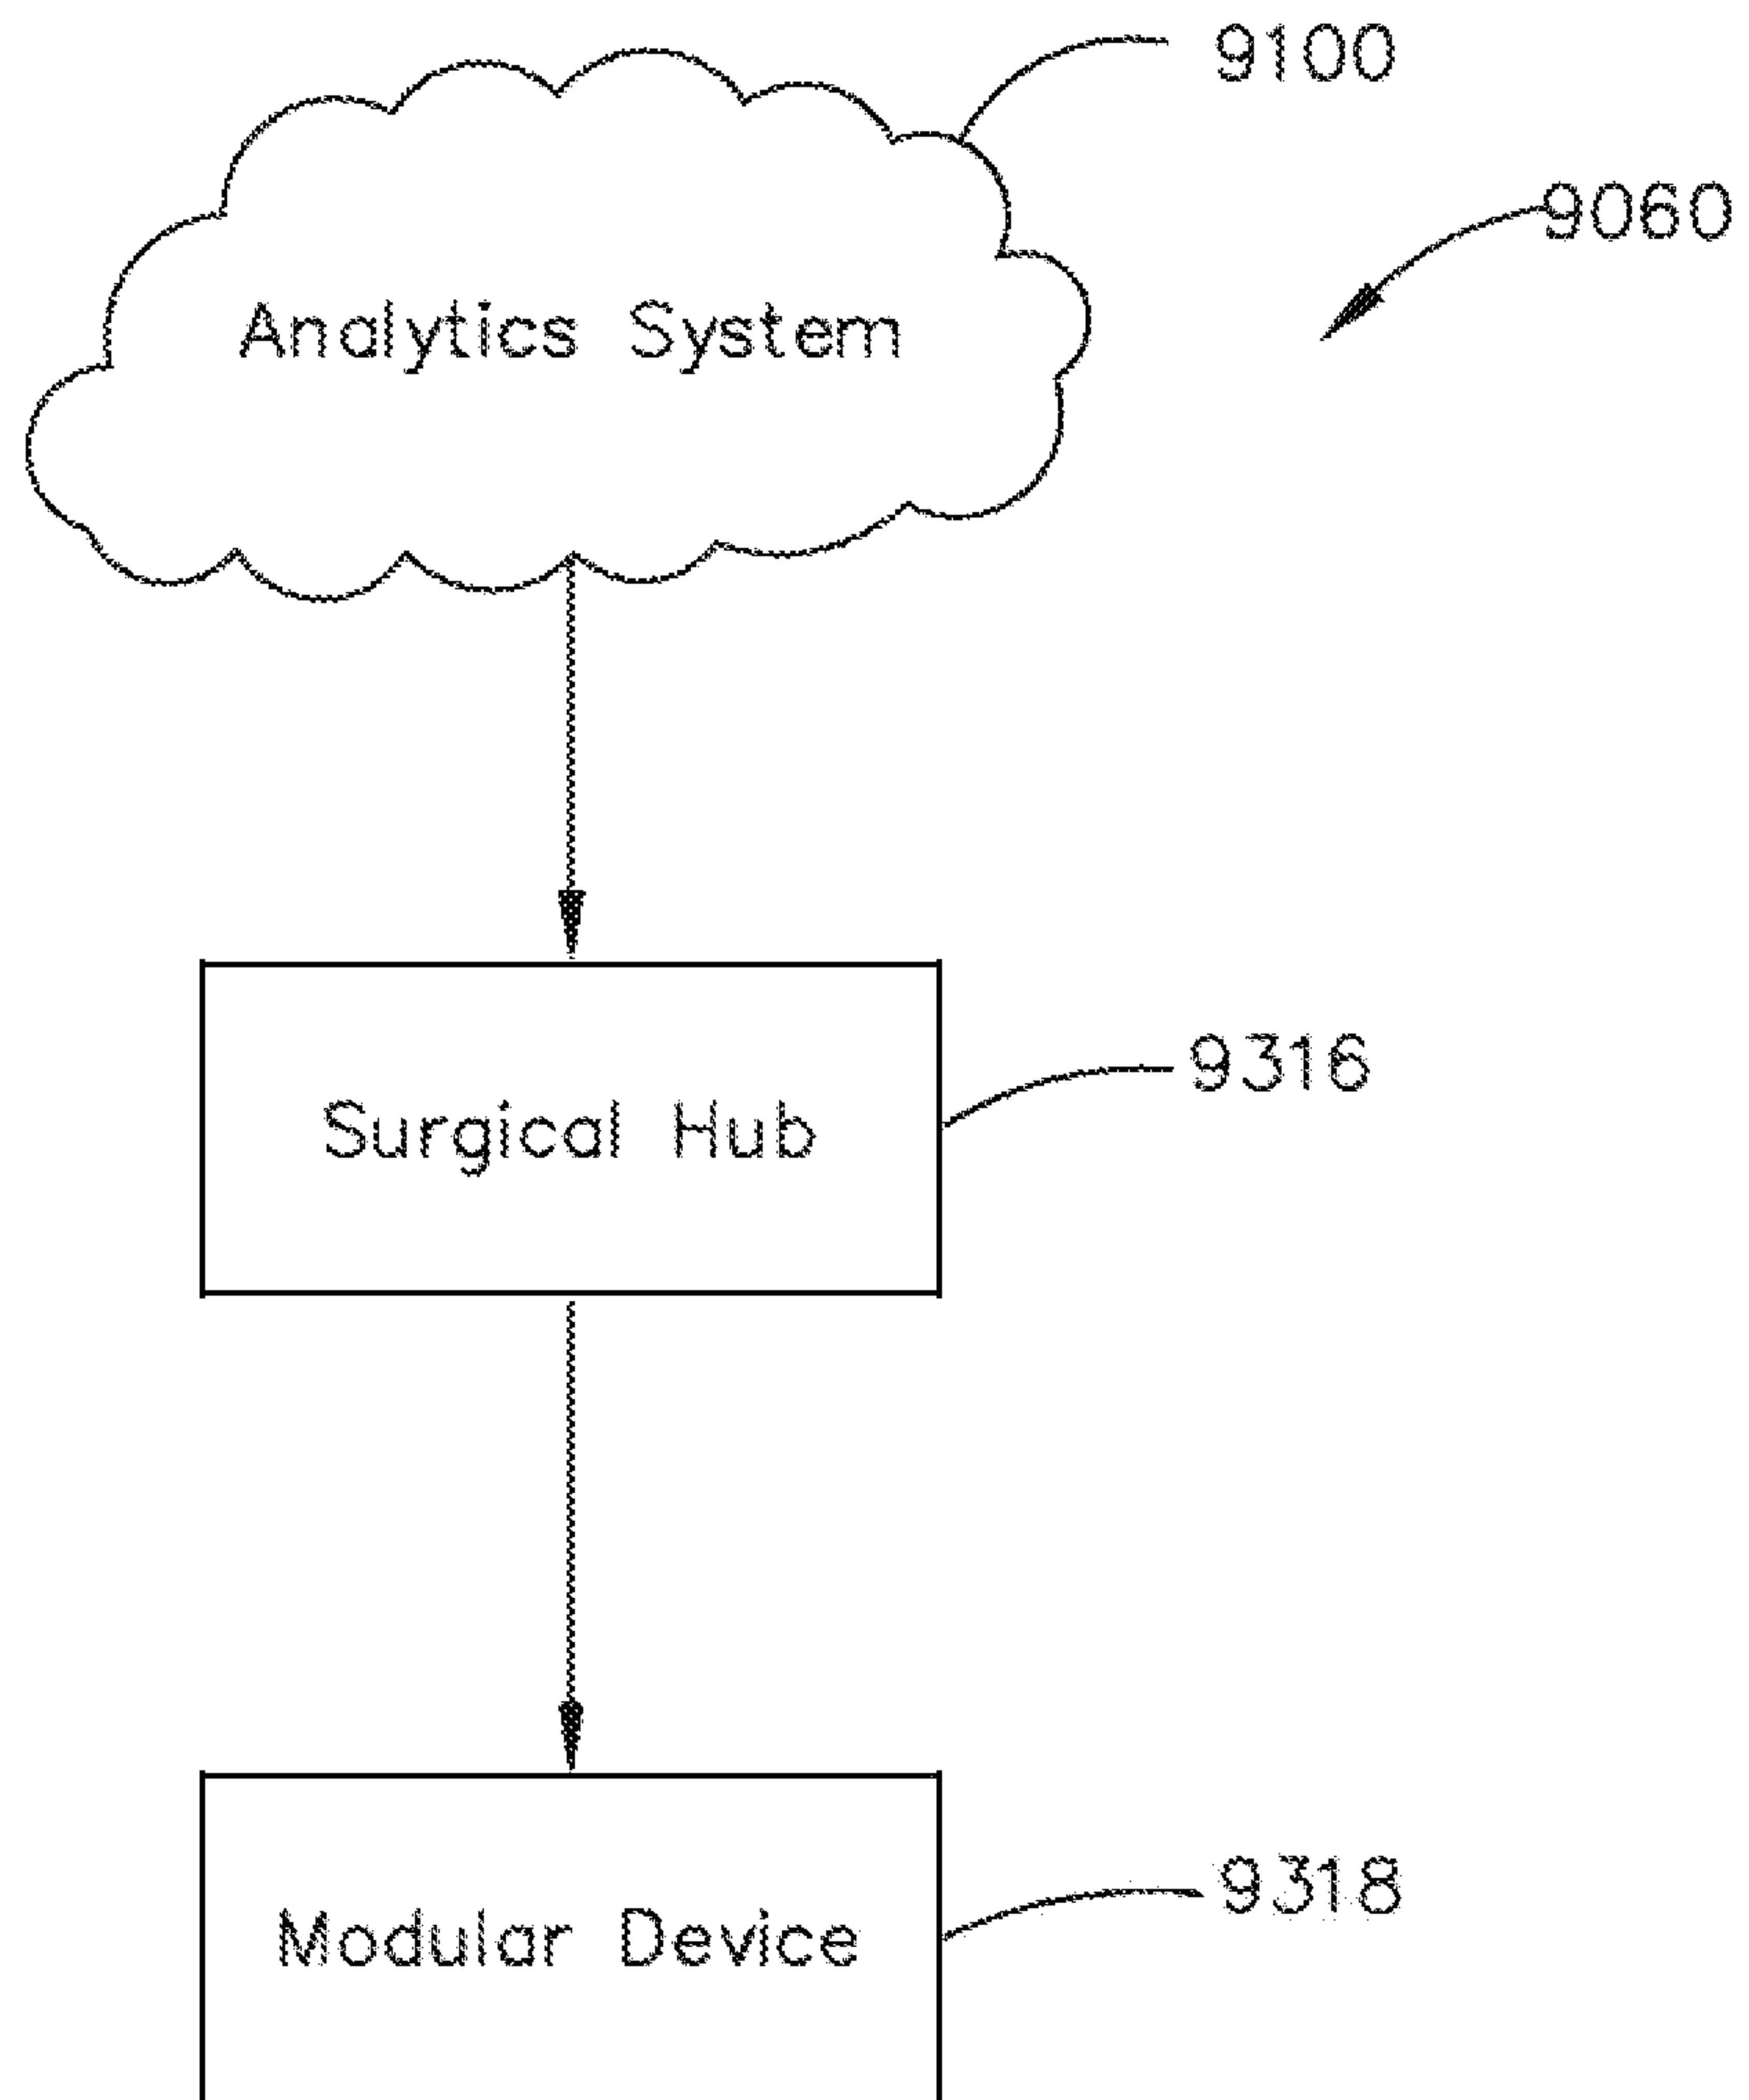 9100
9060
Analytics System
9316
Surgical Hub
9318
Modular Device